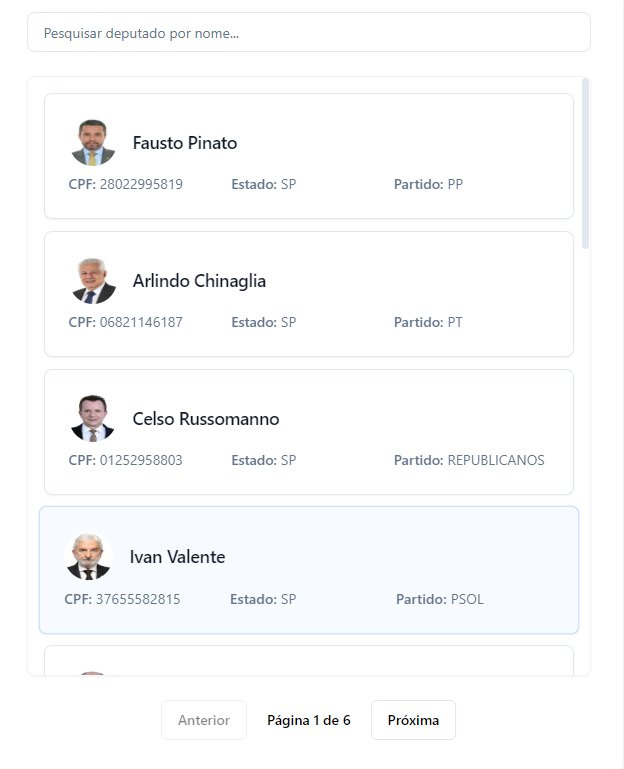 Pesquisar deputado por nome...
Fausto Pinato
CPF: 28022995819 Estado: SP Partido: PP
Arlindo Chinaglia
CPF: 06821146187 Estado: SP Partido: PT
Celso Russomanno
CPF: 01252958803 Estado: SP Partido: REPUBLICANOS
Ivan Valente
CPF: 37655582815 Estado: SP Partido: PSOL
Anterior Página 1 de 6 Próxima